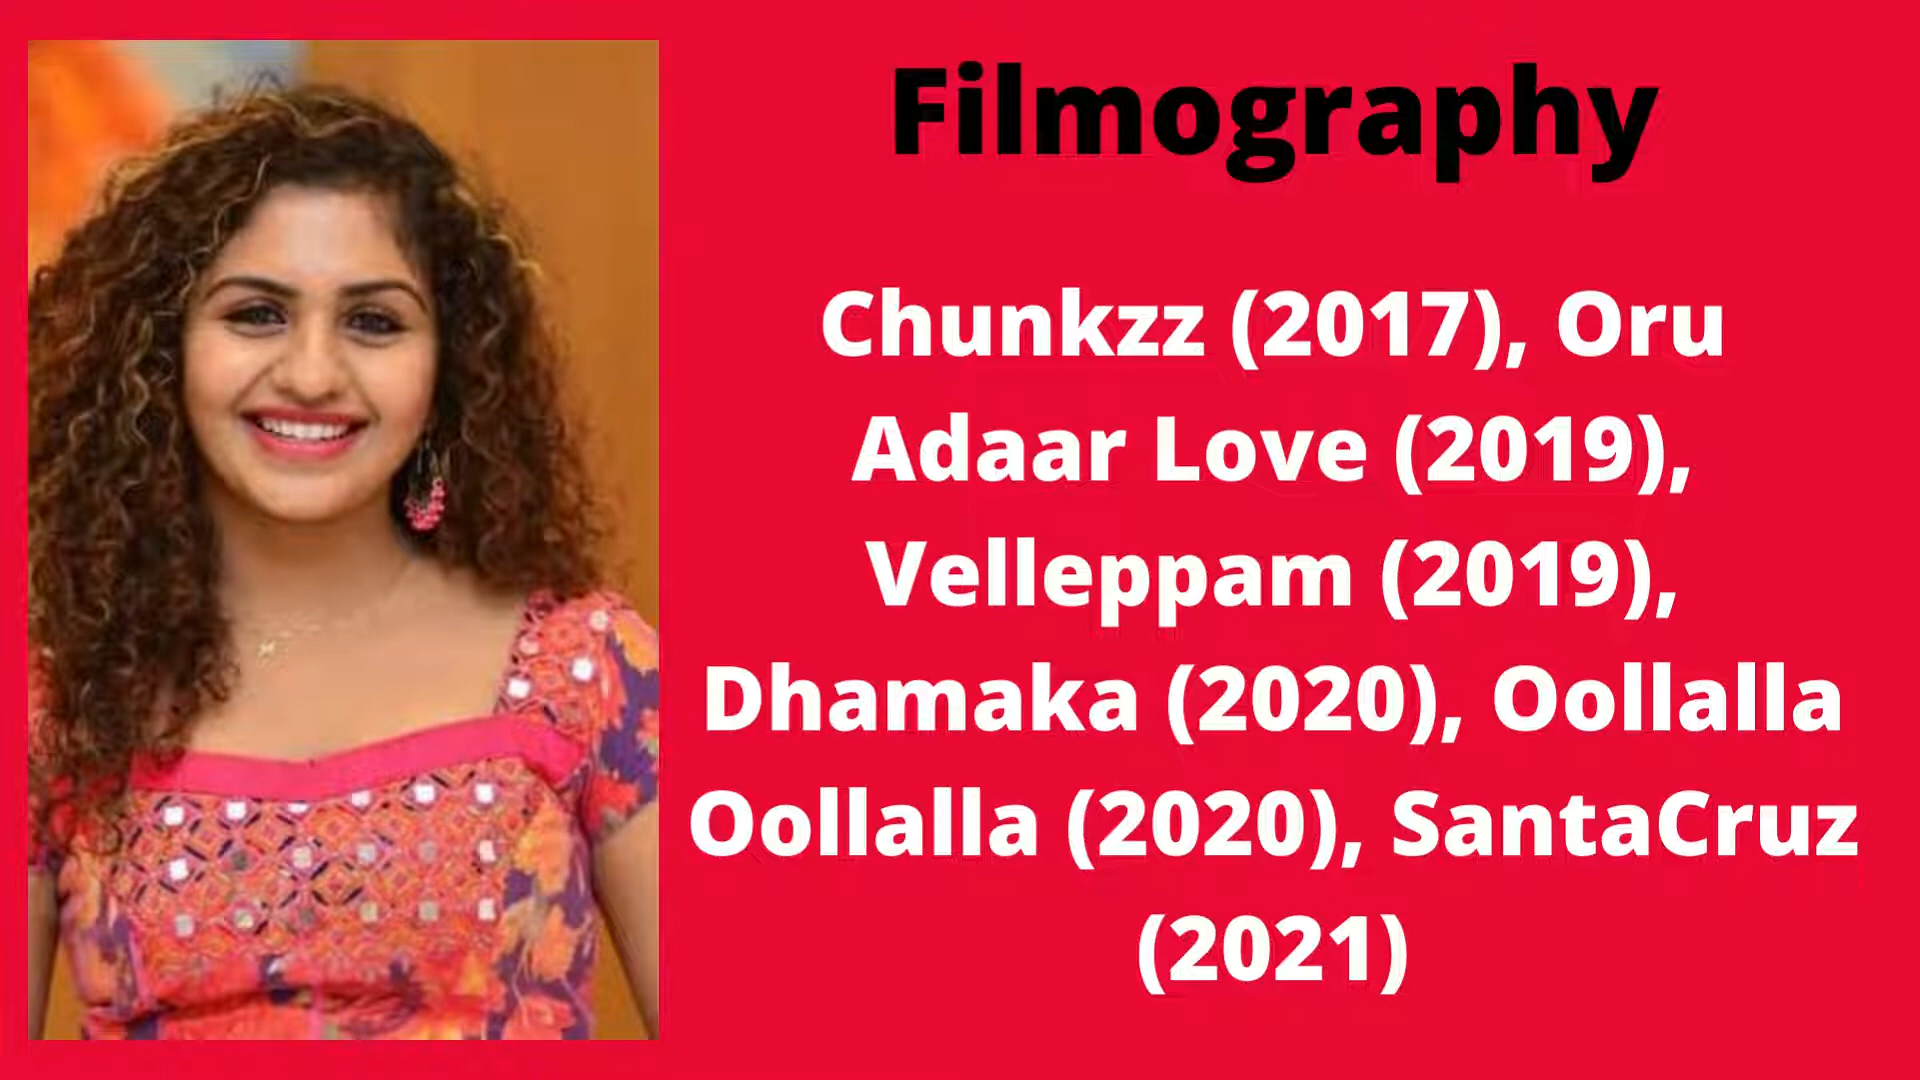 Filmography
Chunkzz (2017), Oru
Adaar Love (2019),
Velleppam (2019),
Dhamaka (2020), Oollalla
Oollalla (2020), SantaCruz
(2021)